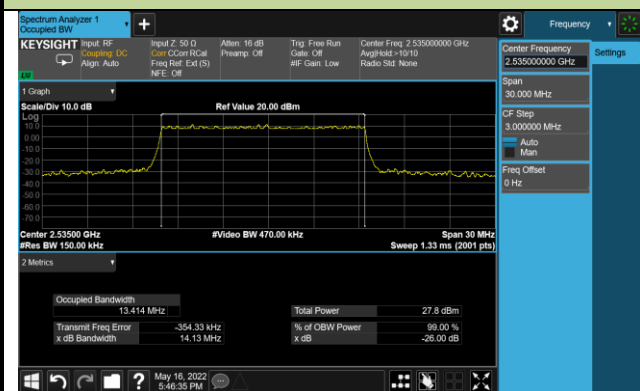 Spectrum Analyzer 1
Occupied BW
+
Frequency
KEYSIGHT
Input: RF
Coupling: DC
Align: Auto
Input Z: 50 Ω
Corr CCorr RCal
Freq Ref: Ext (S)
NFE: Off
Atten: 16 dB
Preamp: Off
Trig: Free Run
Gate: Off
#IF Gain: Low
Center Freq: 2.535000000 GHz
Avg|Hold:>10/10
Radio Std: None
Center Frequency
2.535000000 GHz
Settings
Span
30.000 MHz
CF Step
3.000000 MHz
Auto
Man
Freq Offset
0 Hz
1 Graph
Scale/Div 10.0 dB
Ref Value 20.00 dBm
Log
10.0
0.00
-10.0
-20.0
-30.0
-40.0
-50.0
-60.0
-70.0
Center 2.53500 GHz
#Video BW 470.00 kHz
Span 30 MHz
#Res BW 150.00 kHz
Sweep 1.33 ms (2001 pts)
2 Metrics
Occupied Bandwidth
13.414 MHz
Total Power
27.8 dBm
Transmit Freq Error
-354.33 kHz
% of OBW Power
99.00 %
x dB Bandwidth
14.13 MHz
x dB
-26.00 dB
?
May 16, 2022
5:46:35 PM